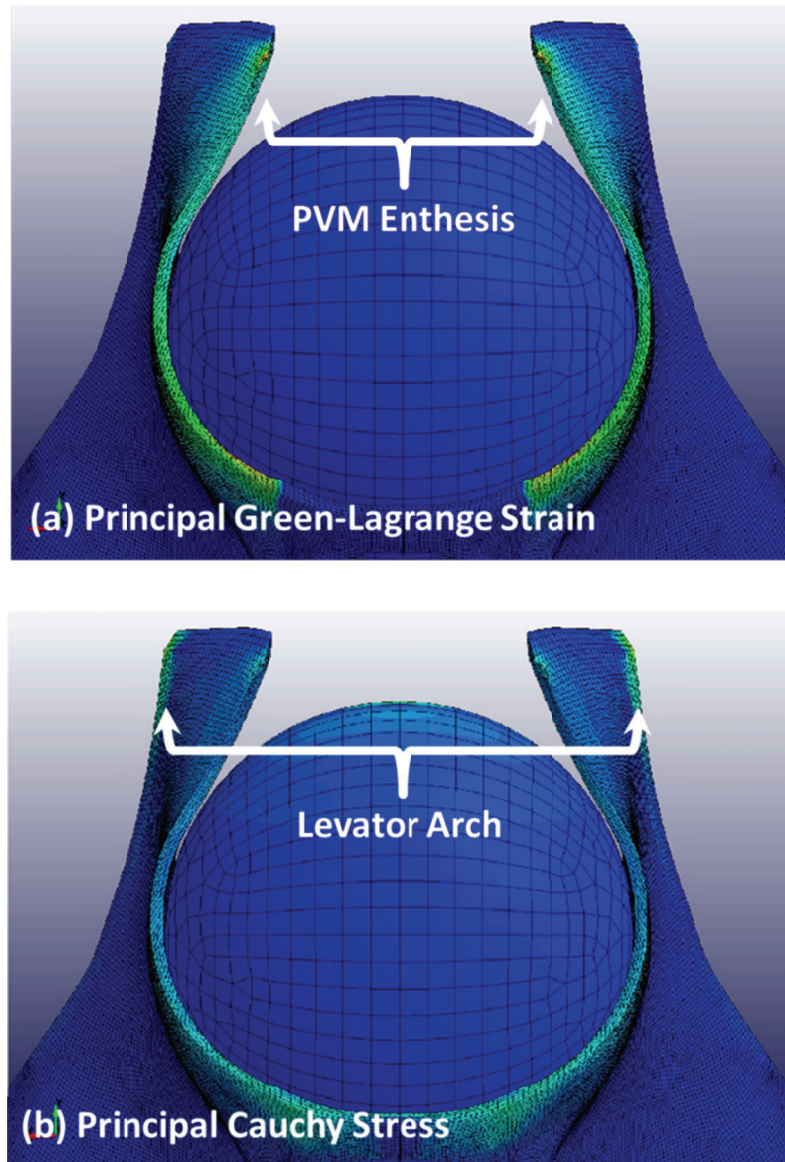 PVM Enthesis
(a) Principal Green-Lagrange Strain
Levator Arch
(b) Principal Cauchy Stress